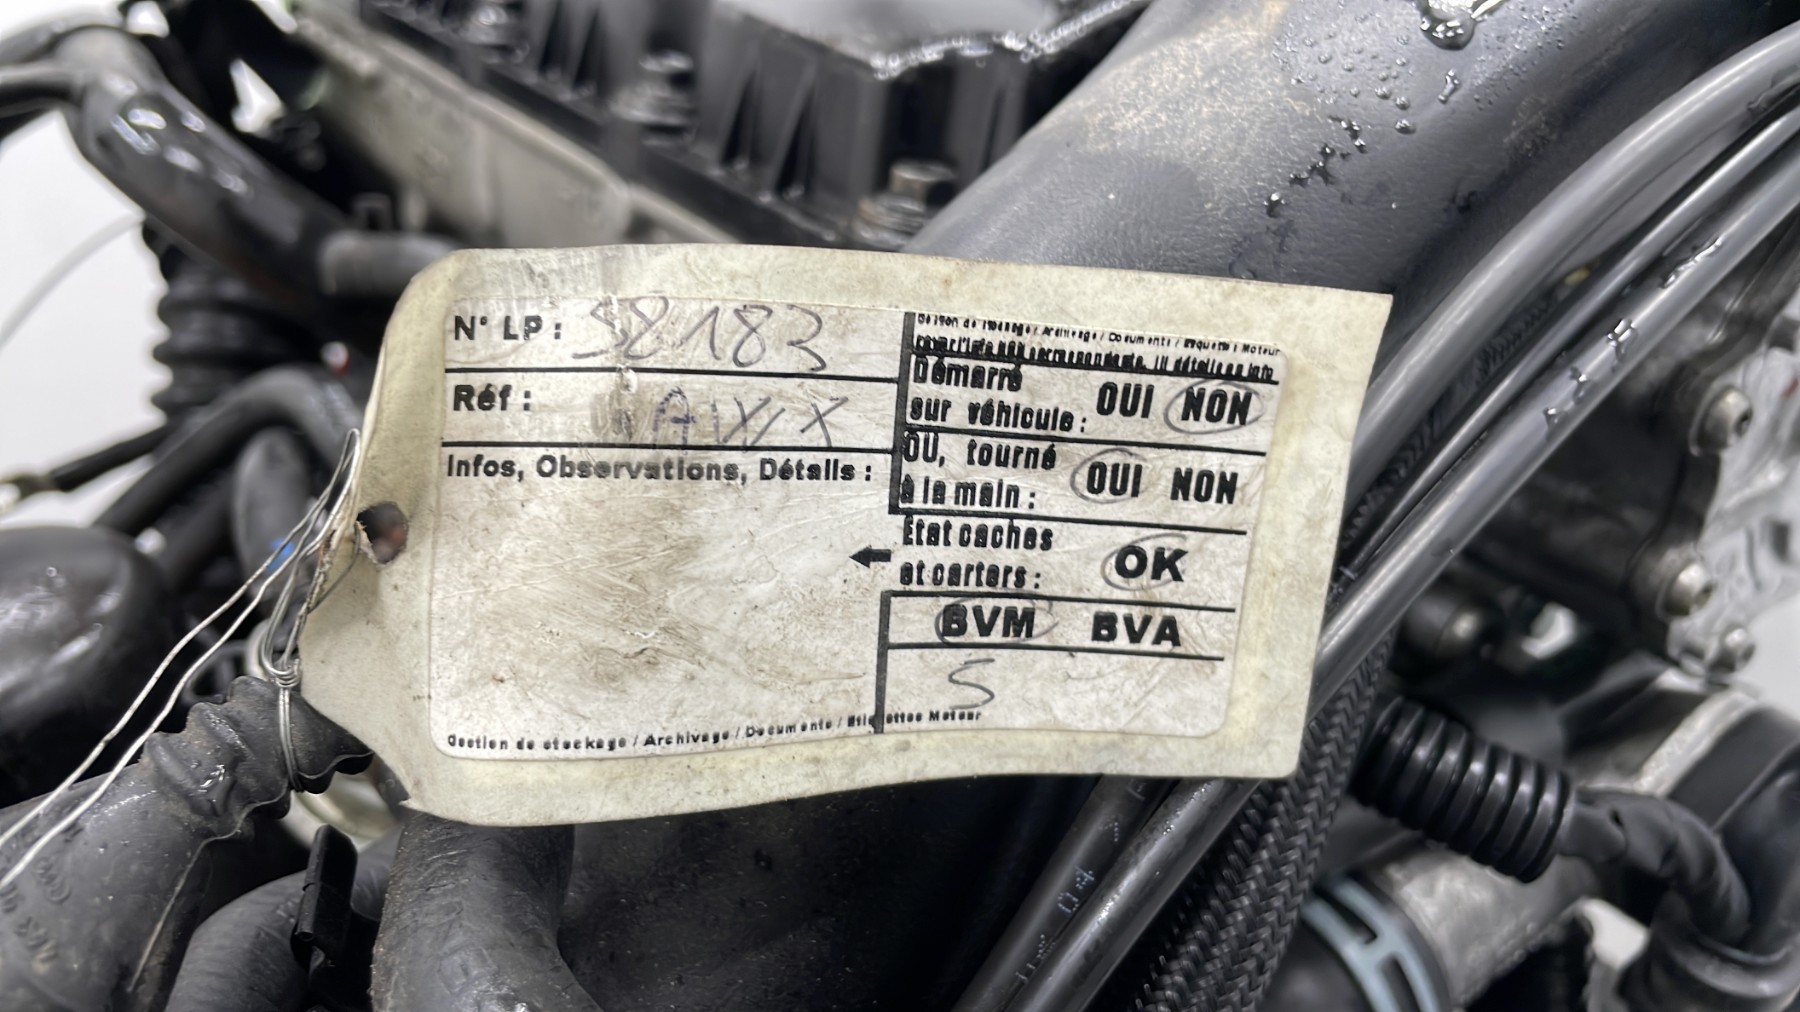 N° LP : 58183
Réf :
Infos, Observations, Détails :
Démarré
sur véhicule : OUI NON
OU, tourné
à la main : OUI NON
Etat caches
et carters : OK
BVM BVA
5
Gestion de stockage / Archivage / Documents / Etiquettes Moteur